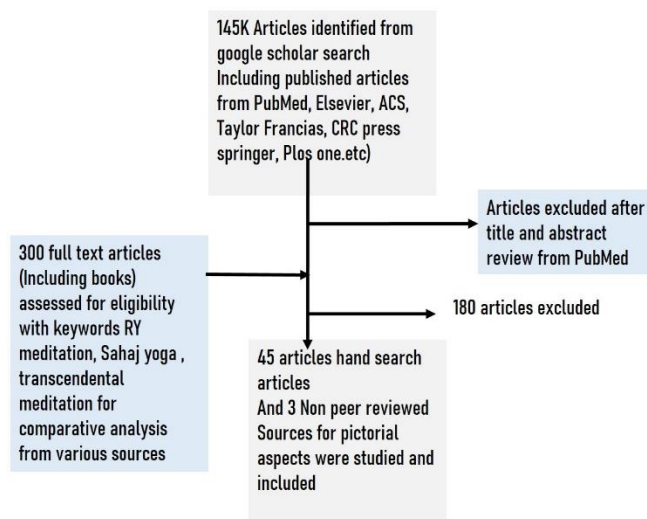 145K Articles identified from
google scholar search
Including published articles
from PubMed, Elsevier, ACS,
Taylor Francias, CRC press
springer, Plos one.etc)
Articles excluded after
title and abstract
review from PubMed
300 full text articles
(Including books)
assessed for eligibility
with keywords RY
meditation, Sahaj yoga ,
transcendental
meditation for
comparative analysis
from various sources
180 articles excluded
45 articles hand search
articles
And 3 Non peer reviewed
Sources for pictorial
aspects were studied and
included